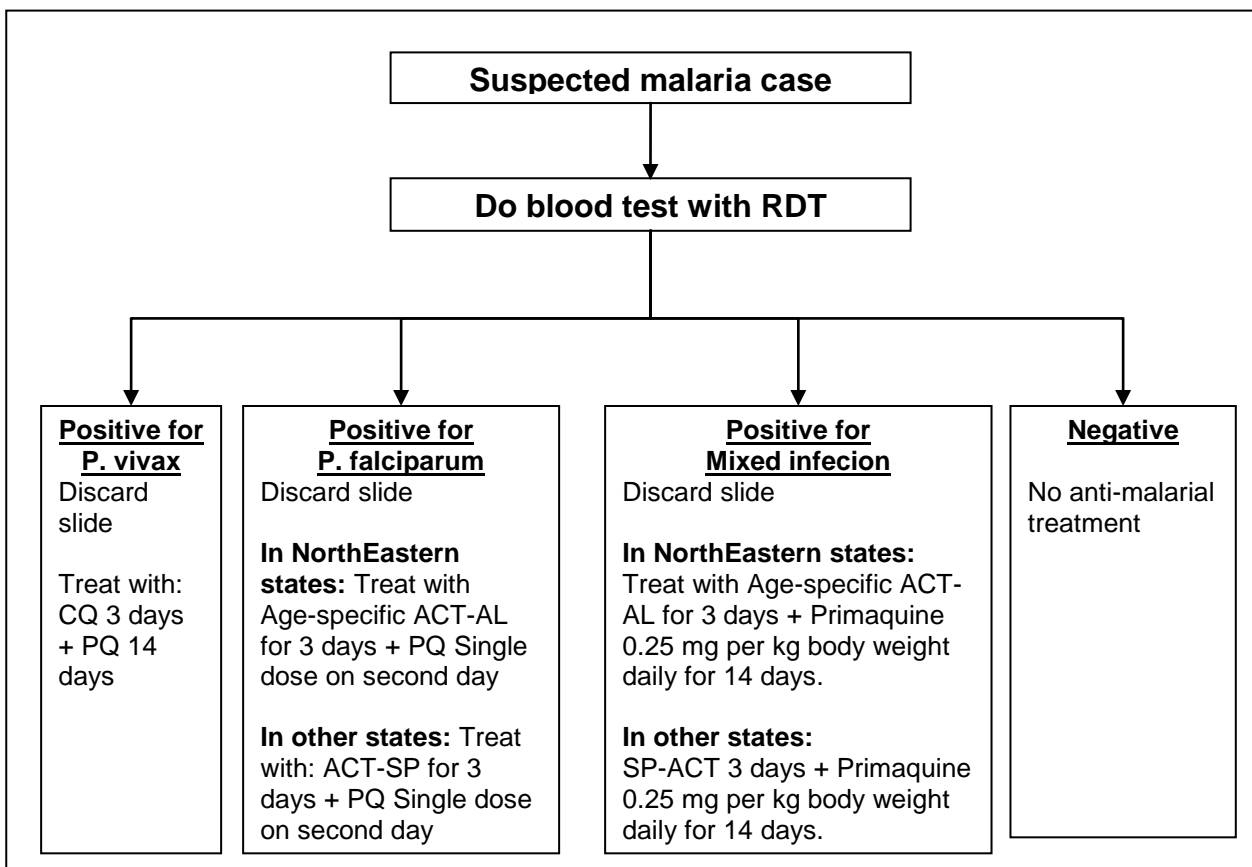 Suspected malaria case
Do blood test with RDT
Positive for
P. vivax
Discard
slide
Treat with:
CQ 3 days
+ PQ 14
days
Positive for
P. falciparum
Discard slide
In NorthEastern
states: Treat with
Age-specific ACT-AL
for 3 days + PQ Single
dose on second day
In other states: Treat
with: ACT-SP for 3
days + PQ Single dose
on second day
Positive for
Mixed infecion
Discard slide
In NorthEastern states:
Treat with Age-specific ACT-
AL for 3 days + Primaquine
0.25 mg per kg body weight
daily for 14 days.
In other states:
SP-ACT 3 days + Primaquine
0.25 mg per kg body weight
daily for 14 days.
Negative
No anti-malarial
treatment